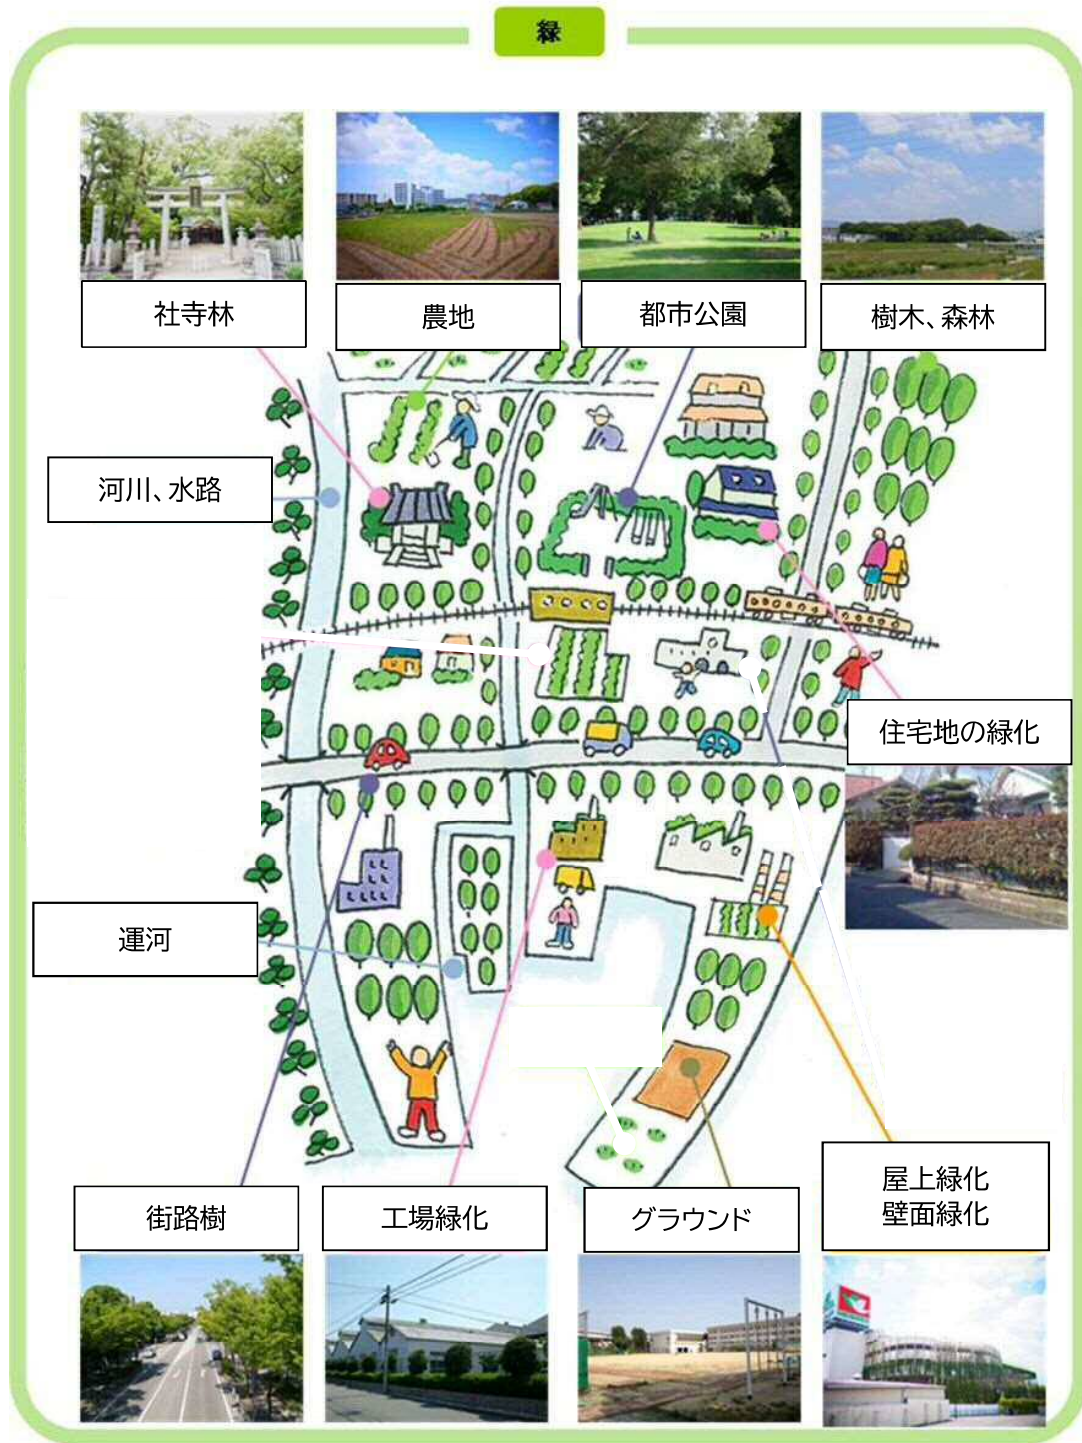 緑
社寺林
農地
都市公園
樹木、森林
河川、水路
住宅地の緑化
運河
街路樹
工場緑化
グラウンド
屋上緑化
壁面緑化